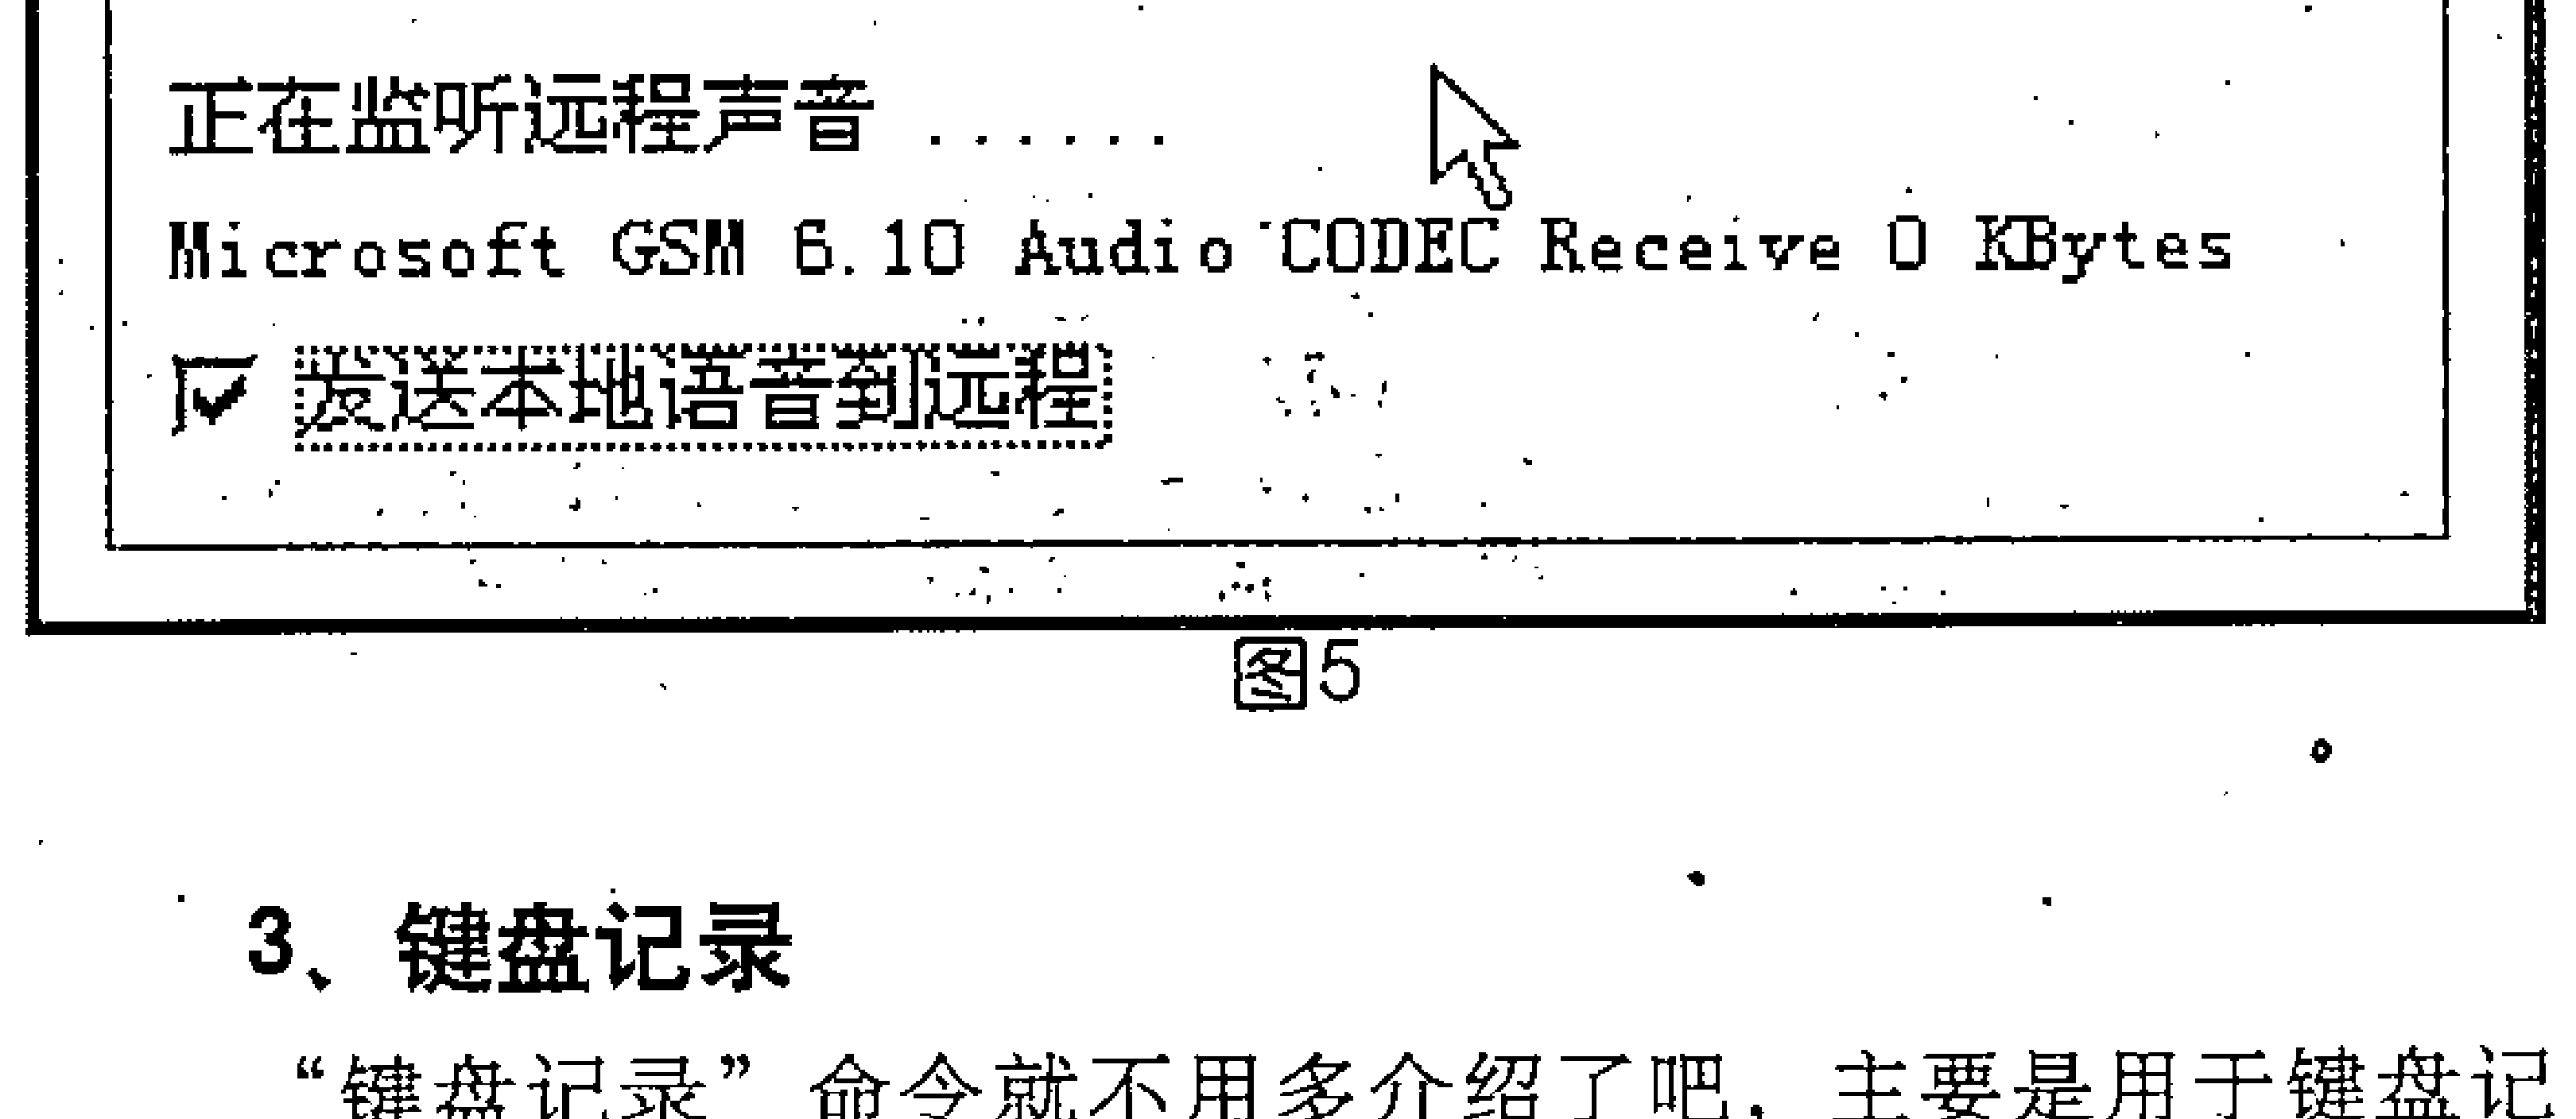 正在监听远程声音 ......
Microsoft GSM 6.10 Audio CODEC Receive 0 KBytes
发送本地语音到远程
图5
3、键盘记录
“键盘记录”命令就不用多介绍了吧，主要是用于键盘记